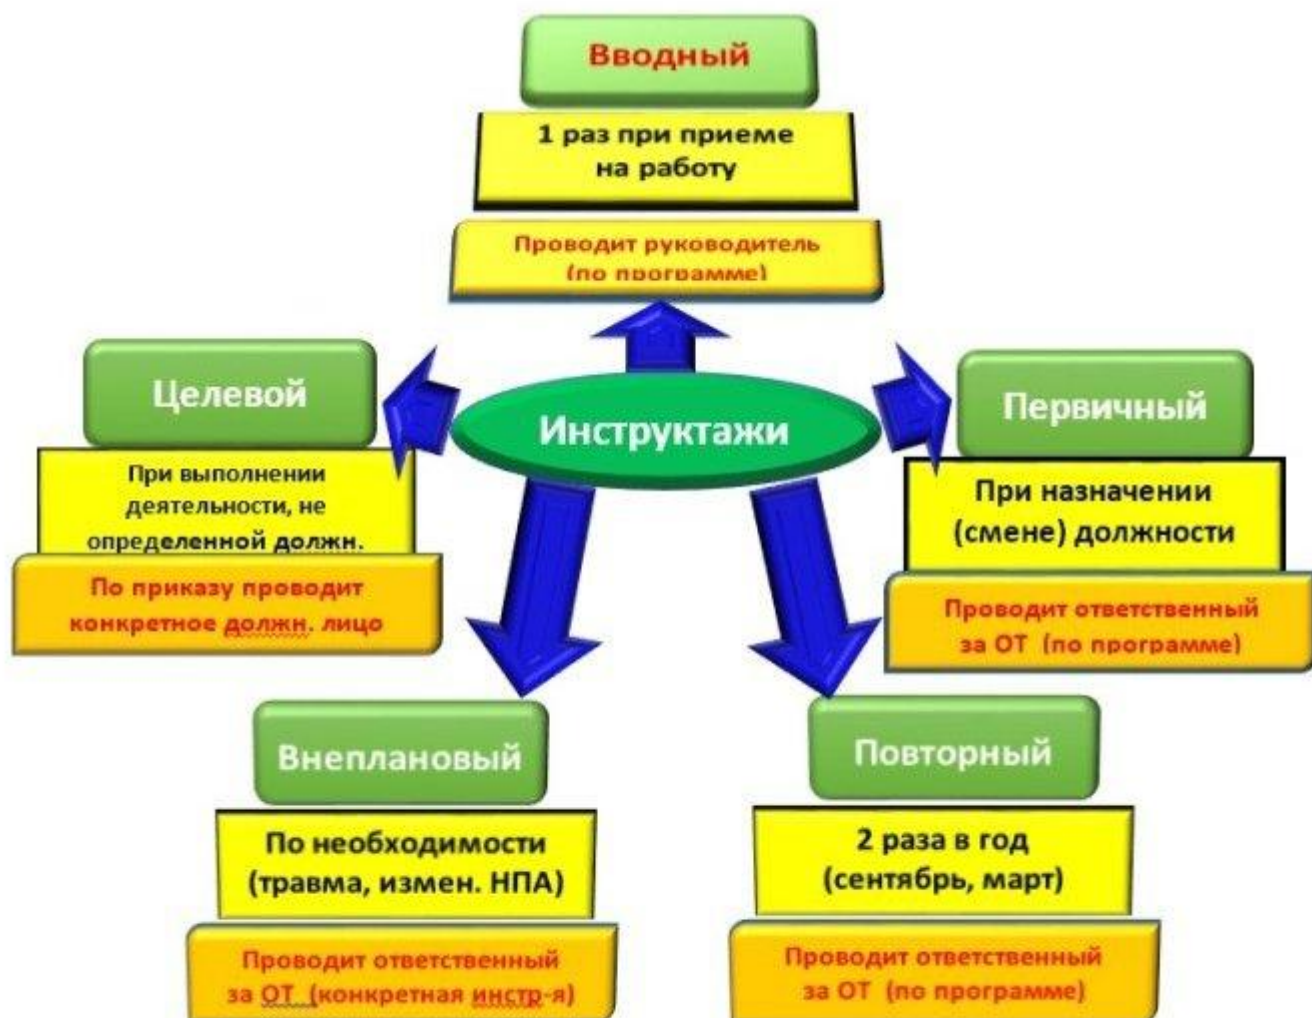 Вводный
1 раз при приеме
на работу
Проводит руководитель
(по программе)
Целевой
При выполнении
деятельности, не
определенной должн.
По приказу проводит
конкретное должн. лицо
Инструктажи
Первичный
При назначении
(смене) должности
Проводит ответственный
за ОТ (по программе)
Внеплановый
По необходимости
(травма, измен. НПА)
Проводит ответственный
за ОТ (конкретная инстр-я)
Повторный
2 раза в год
(сентябрь, март)
Проводит ответственный
за ОТ (по программе)